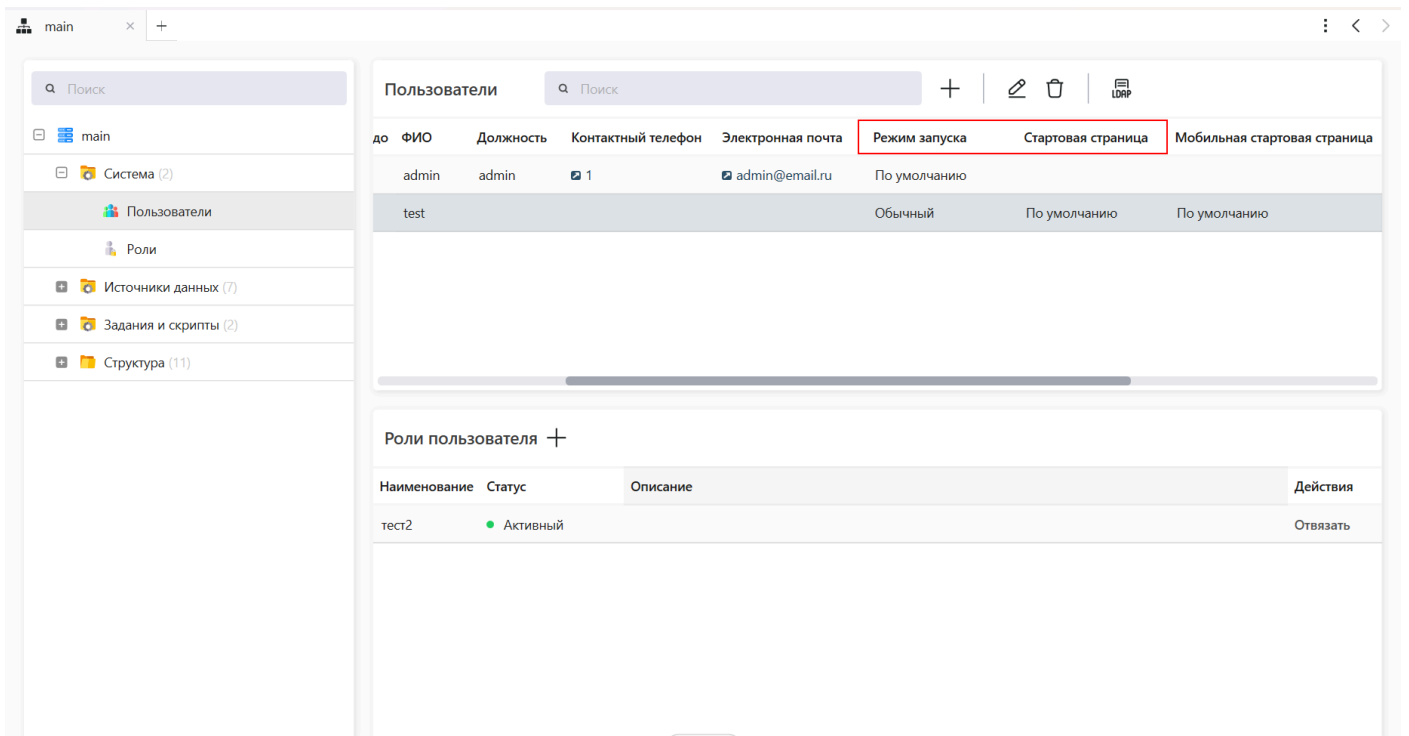 main
Поиск
main
Система (2)
Пользователи
Роли
Источники данных (7)
Задания и скрипты (2)
Структура (11)
Пользователи Поиск LDAP
до ФИО Должность Контактный телефон Электронная почта Режим запуска Стартовая страница Мобильная стартовая страница
admin admin 1 admin@email.ru По умолчанию
test Обычный По умолчанию По умолчанию
Роли пользователя
Наименование Статус Описание Действия
тест2 Активный Отвязать